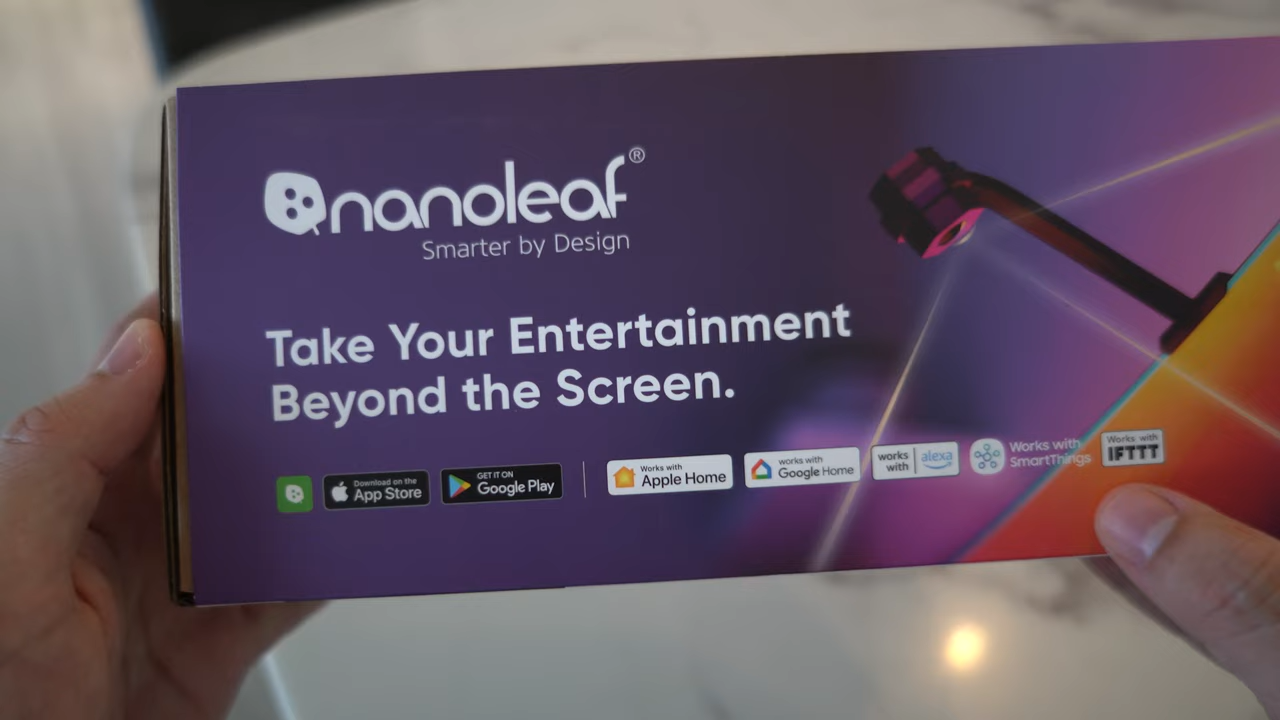 nanoleaf®
Smarter by Design
Take Your Entertainment
Beyond the Screen.
Download on the
App Store
GET IT ON
Google Play
Works with
Apple Home
works with
Google Home
works
with
alexa
Works with
SmartThings
Works with
IFTTT